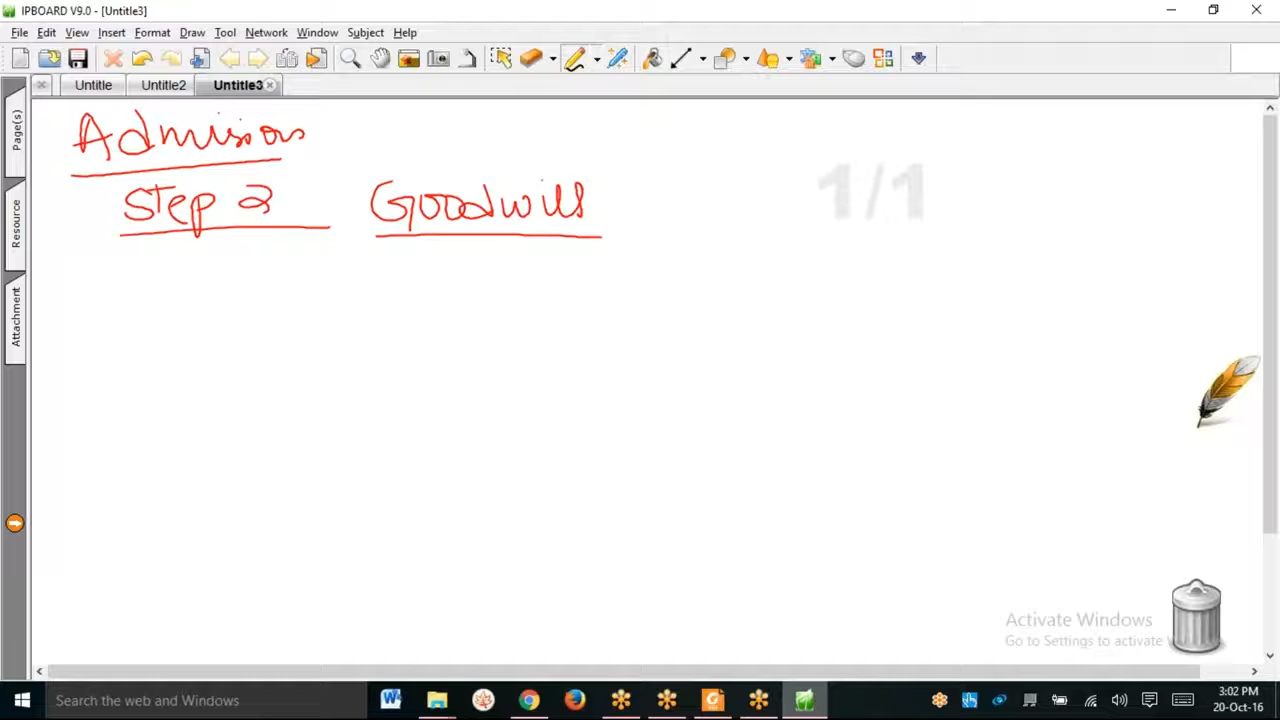 IPBOARD V9.0 - [Untitle3]
File Edit View Insert Format Draw Tool Network Window Subject Help
Untitle Untitle2 Untitle3
Page(s)
Resource
Attachment
Admission
Step 2 Goodwill
1/1
Activate Windows
Go to Settings to activate
Search the web and Windows
3:02 PM
20-Oct-16